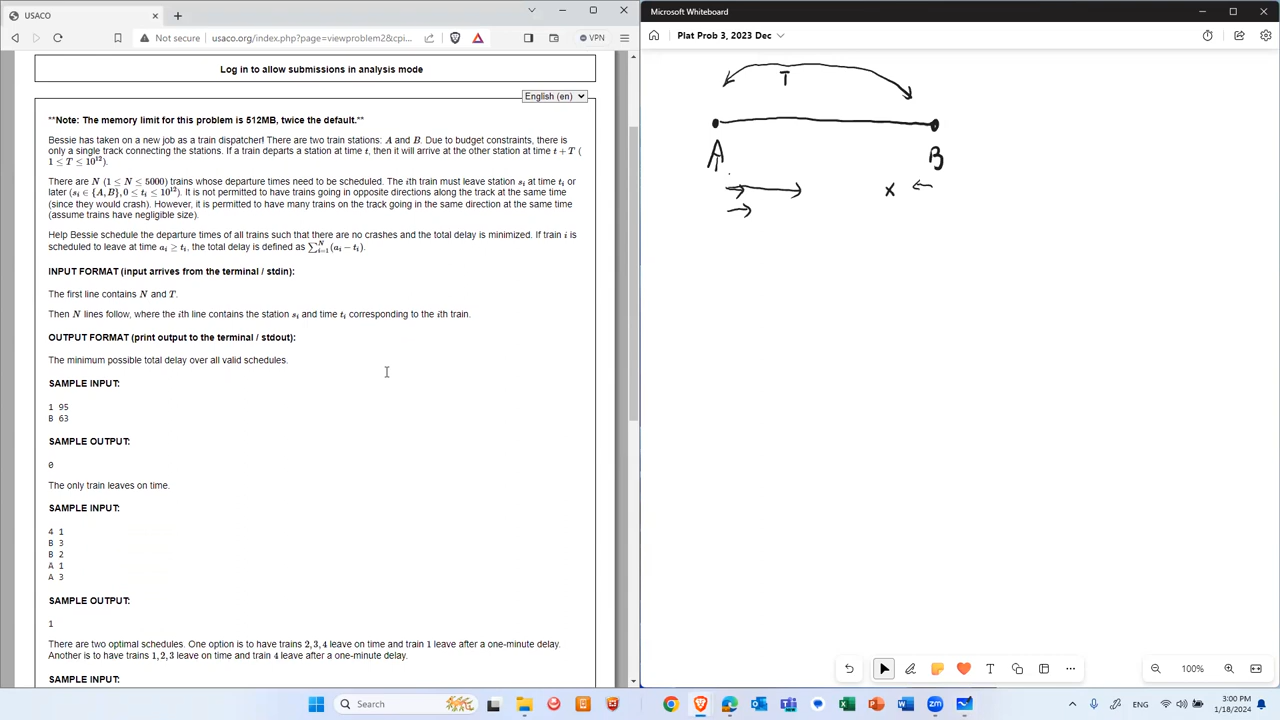 USACO
Microsoft Whiteboard
Not secure usaco.org/index.php?page=viewproblem2&cpi...
VPN
Plat Prob 3, 2023 Dec
Log in to allow submissions in analysis mode
English (en)
**Note: The memory limit for this problem is 512MB, twice the default.**
Bessie has taken on a new job as a train dispatcher! There are two train stations: A and B. Due to budget constraints, there is
only a single track connecting the stations. If a train departs a station at time t, then it will arrive at the other station at time t + T (
1 ≤ T ≤ 10^12).
There are N (1 ≤ N ≤ 5000) trains whose departure times need to be scheduled. The ith train must leave station s_i at time t_i or
later (s_i ∈ {A, B}, 0 ≤ t_i ≤ 10^12). It is not permitted to have trains going in opposite directions along the track at the same time
(since they would crash). However, it is permitted to have many trains on the track going in the same direction at the same time
(assume trains have negligible size).
Help Bessie schedule the departure times of all trains such that there are no crashes and the total delay is minimized. If train i is
scheduled to leave at time a_i ≥ t_i, the total delay is defined as ∑_{i=1}^N (a_i − t_i).
INPUT FORMAT (input arrives from the terminal / stdin):
The first line contains N and T.
Then N lines follow, where the ith line contains the station s_i and time t_i corresponding to the ith train.
OUTPUT FORMAT (print output to the terminal / stdout):
The minimum possible total delay over all valid schedules.
SAMPLE INPUT:
1 95
B 63
SAMPLE OUTPUT:
0
The only train leaves on time.
SAMPLE INPUT:
4 1
B 3
B 2
A 1
A 3
SAMPLE OUTPUT:
1
There are two optimal schedules. One option is to have trains 2, 3, 4 leave on time and train 1 leave after a one-minute delay.
Another is to have trains 1, 2, 3 leave on time and train 4 leave after a one-minute delay.
SAMPLE INPUT:
T
A B
x
100%
Search
ENG
3:00 PM
1/18/2024